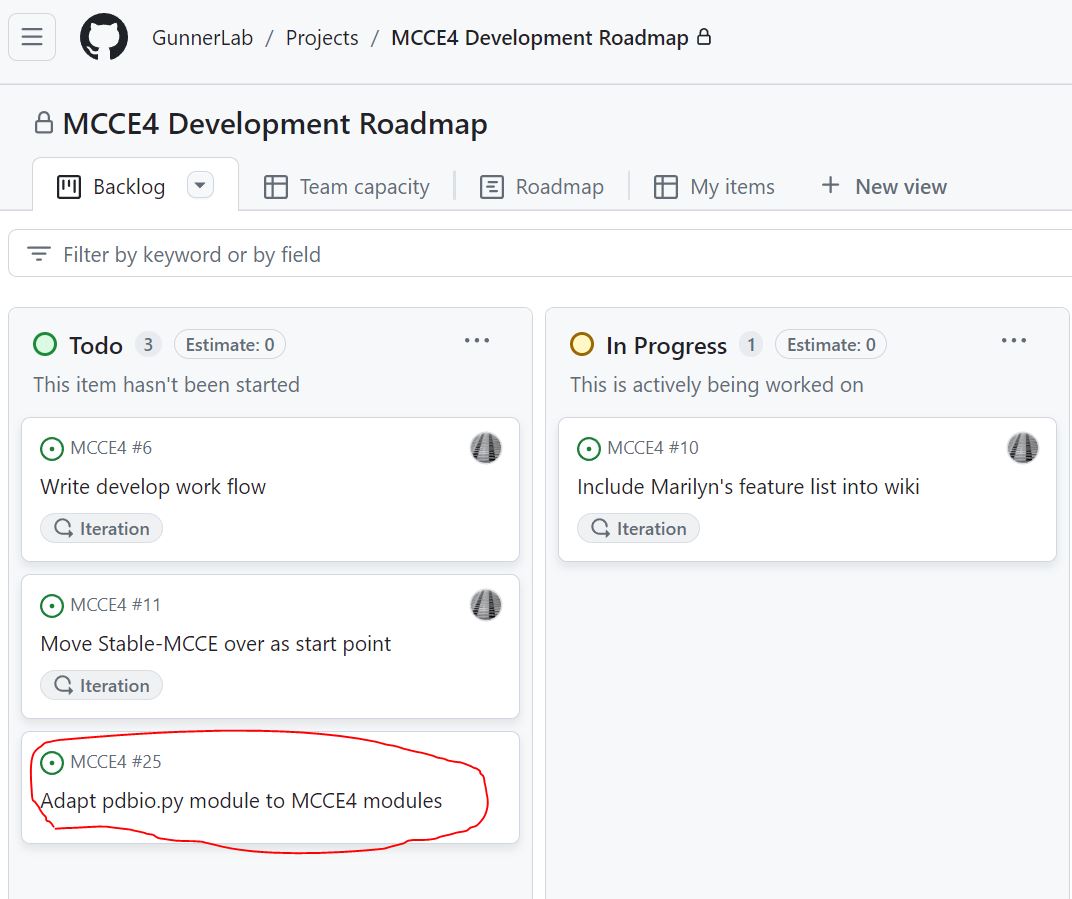 GunnerLab / Projects / MCCE4 Development Roadmap
MCCE4 Development Roadmap
Backlog Team capacity Roadmap My items + New view
Filter by keyword or by field
Todo 3 Estimate: 0
This item hasn't been started
MCCE4 #6
Write develop work flow
Iteration
MCCE4 #11
Move Stable-MCCE over as start point
Iteration
MCCE4 #25
Adapt pdbio.py module to MCCE4 modules
In Progress 1 Estimate: 0
This is actively being worked on
MCCE4 #10
Include Marilyn's feature list into wiki
Iteration